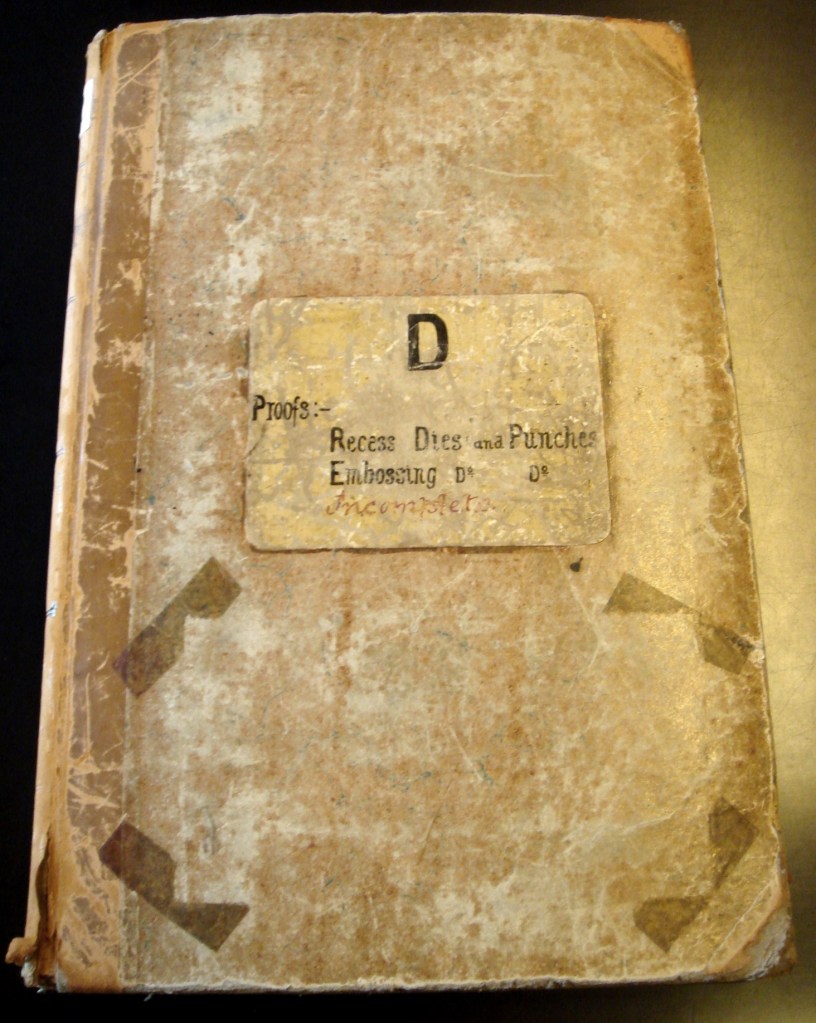 D
Proofs:-
Recess Dies and Punches
Embossing Dº Dº
Incomplete.